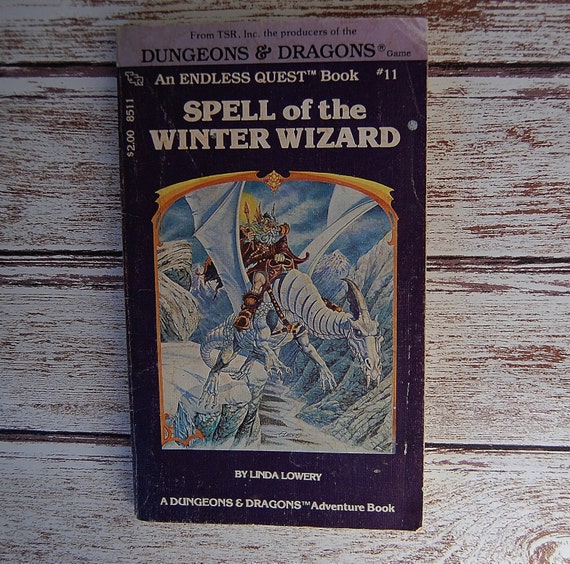 From TSR, Inc. the producers of the
DUNGEONS & DRAGONS® Game
An ENDLESS QUEST™ Book #11
TSR
$2.00 8511
SPELL of the
WINTER WIZARD
BY LINDA LOWERY
A DUNGEONS & DRAGONS™ Adventure Book